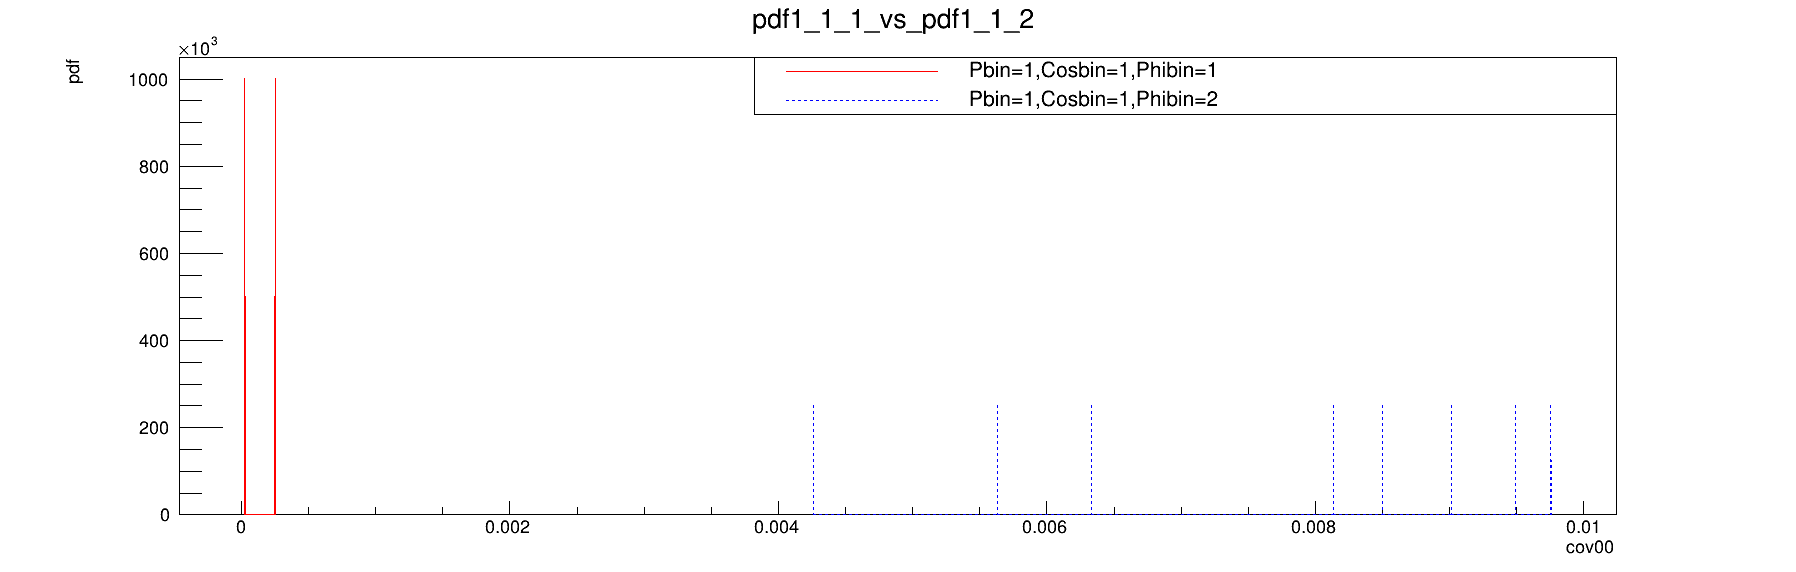 pdf1_1_1_vs_pdf1_1_2
×10³
pdf
Pbin=1,Cosbin=1,Phibin=1
Pbin=1,Cosbin=1,Phibin=2
1000
800
600
400
200
0
0 0.002 0.004 0.006 0.008 0.01
cov00